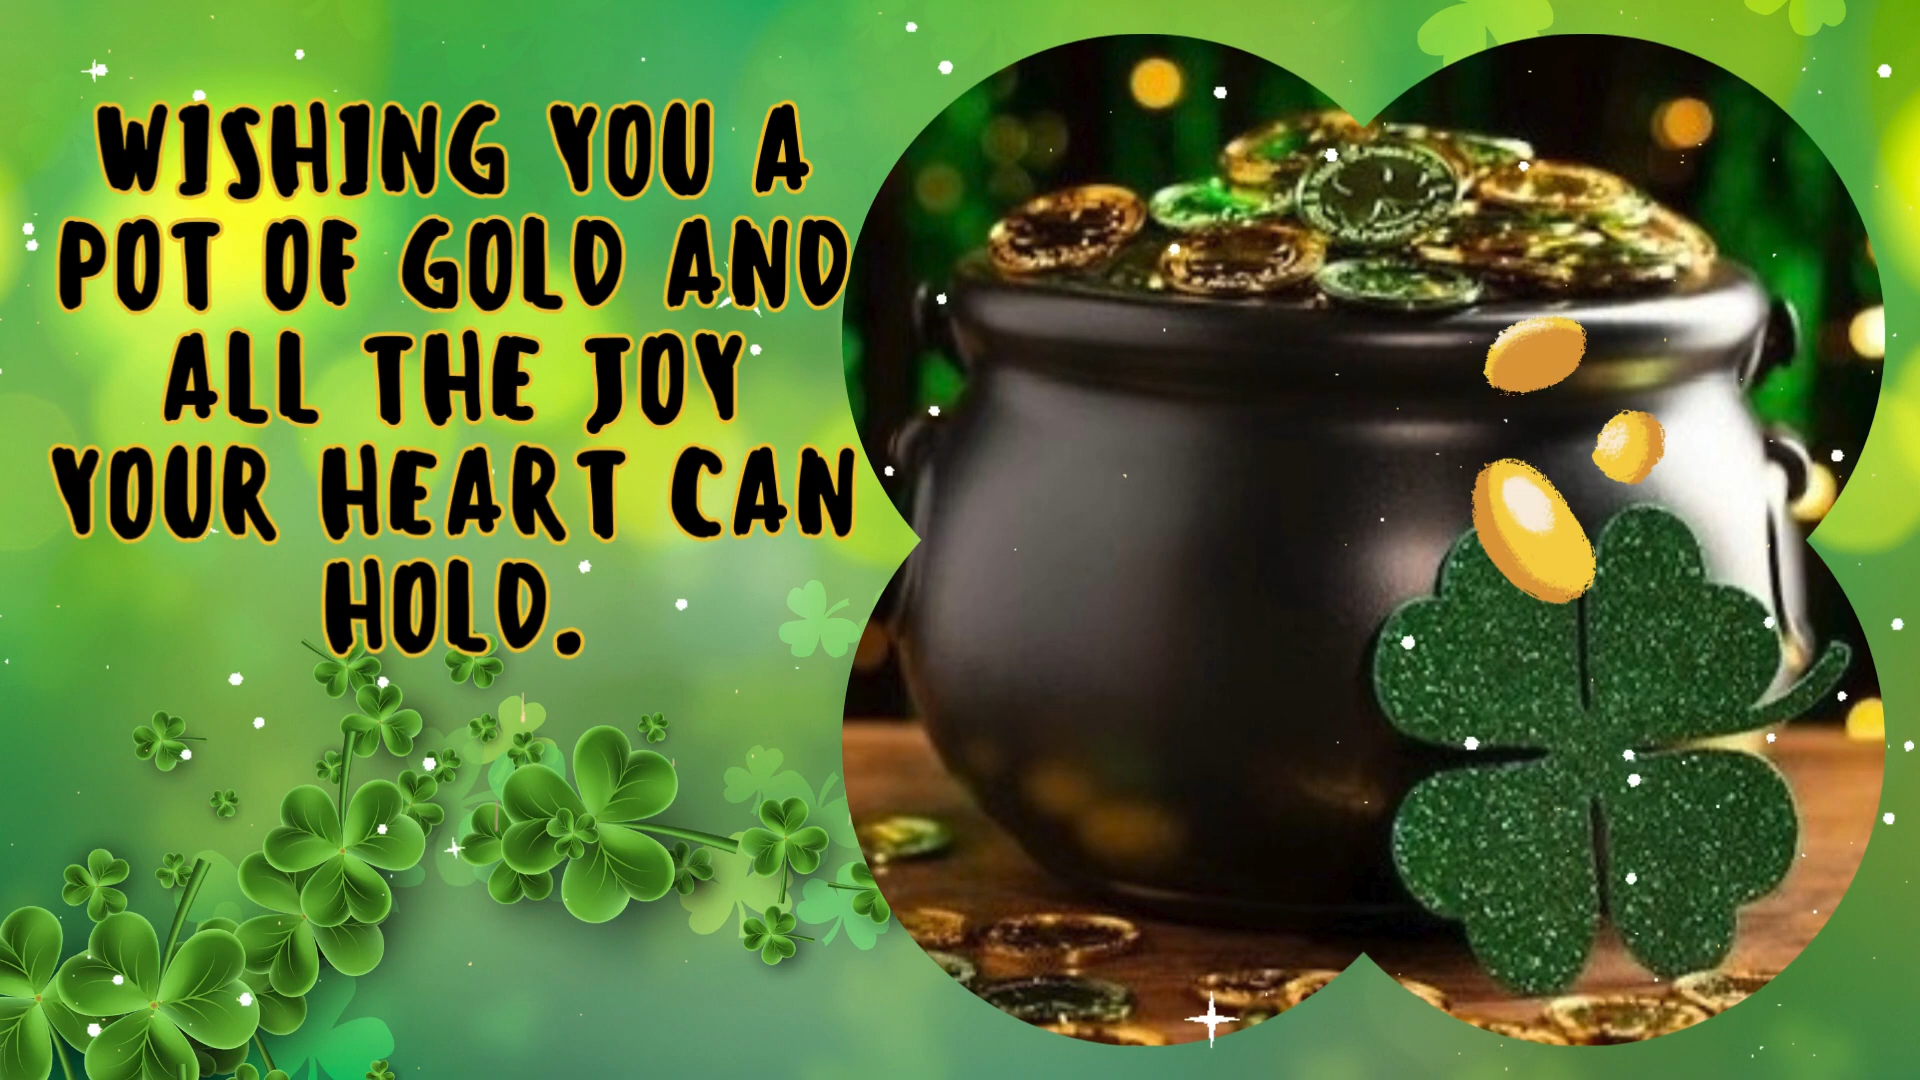 WISHING YOU A
POT OF GOLD AND
ALL THE JOY
YOUR HEART CAN
HOLD.